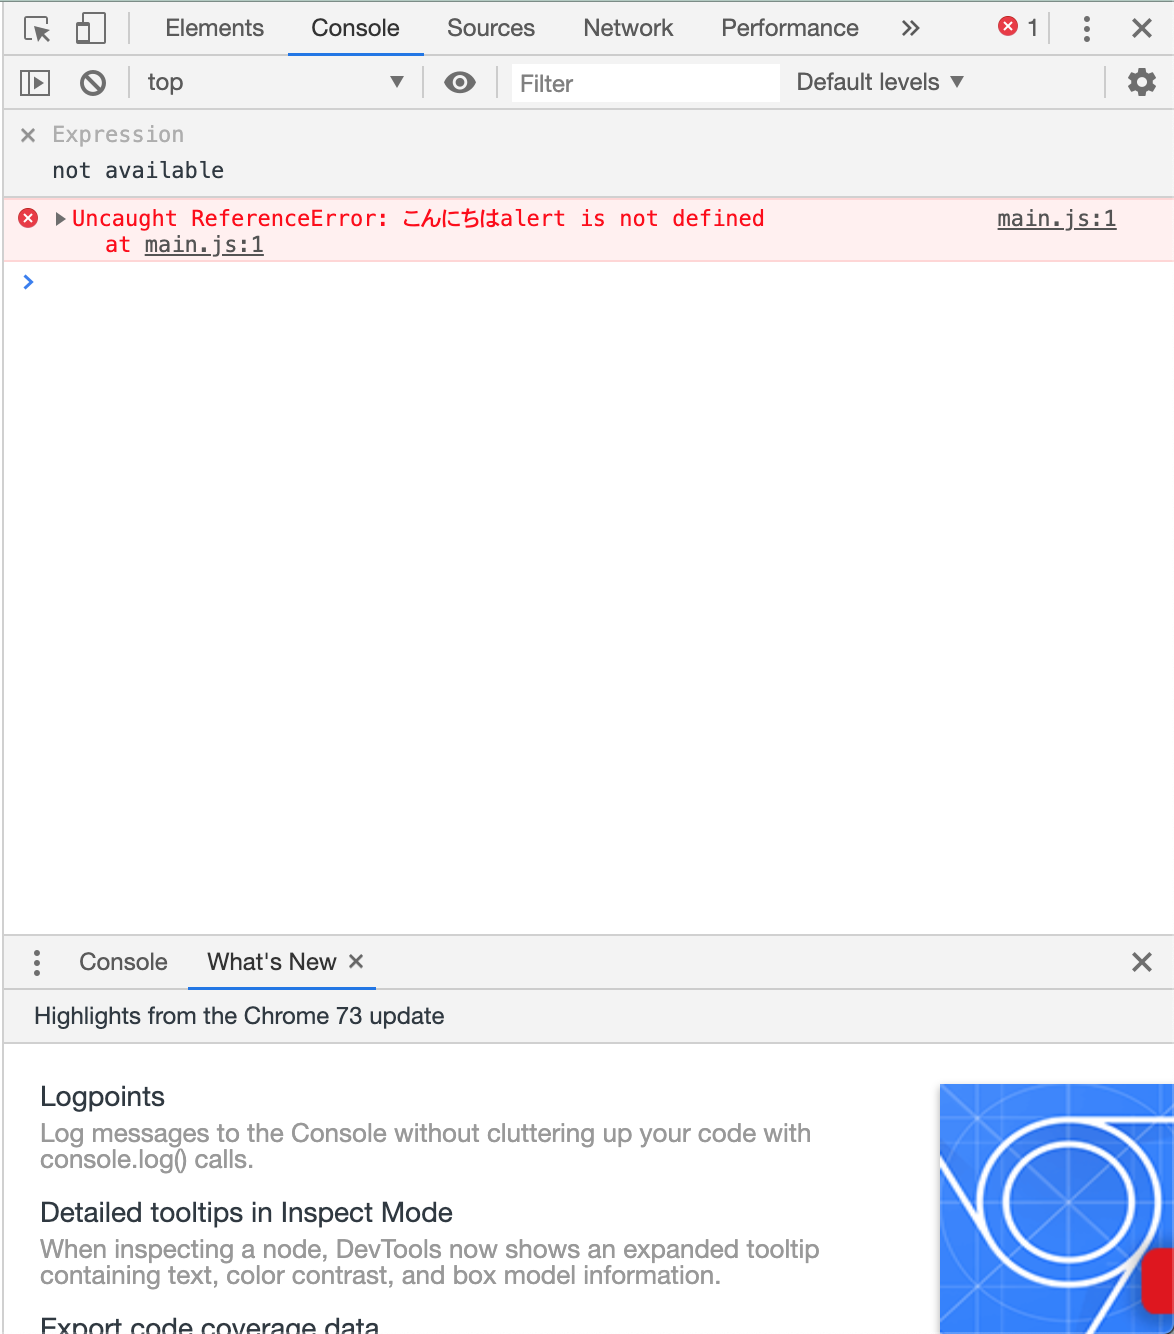 Elements Console Sources Network Performance 1
top Filter Default levels
Expression
not available
Uncaught ReferenceError: こんにちはalert is not defined main.js:1
at main.js:1
Console What's New
Highlights from the Chrome 73 update
Logpoints
Log messages to the Console without cluttering up your code with
console.log() calls.
Detailed tooltips in Inspect Mode
When inspecting a node, DevTools now shows an expanded tooltip
containing text, color contrast, and box model information.
Export code coverage data